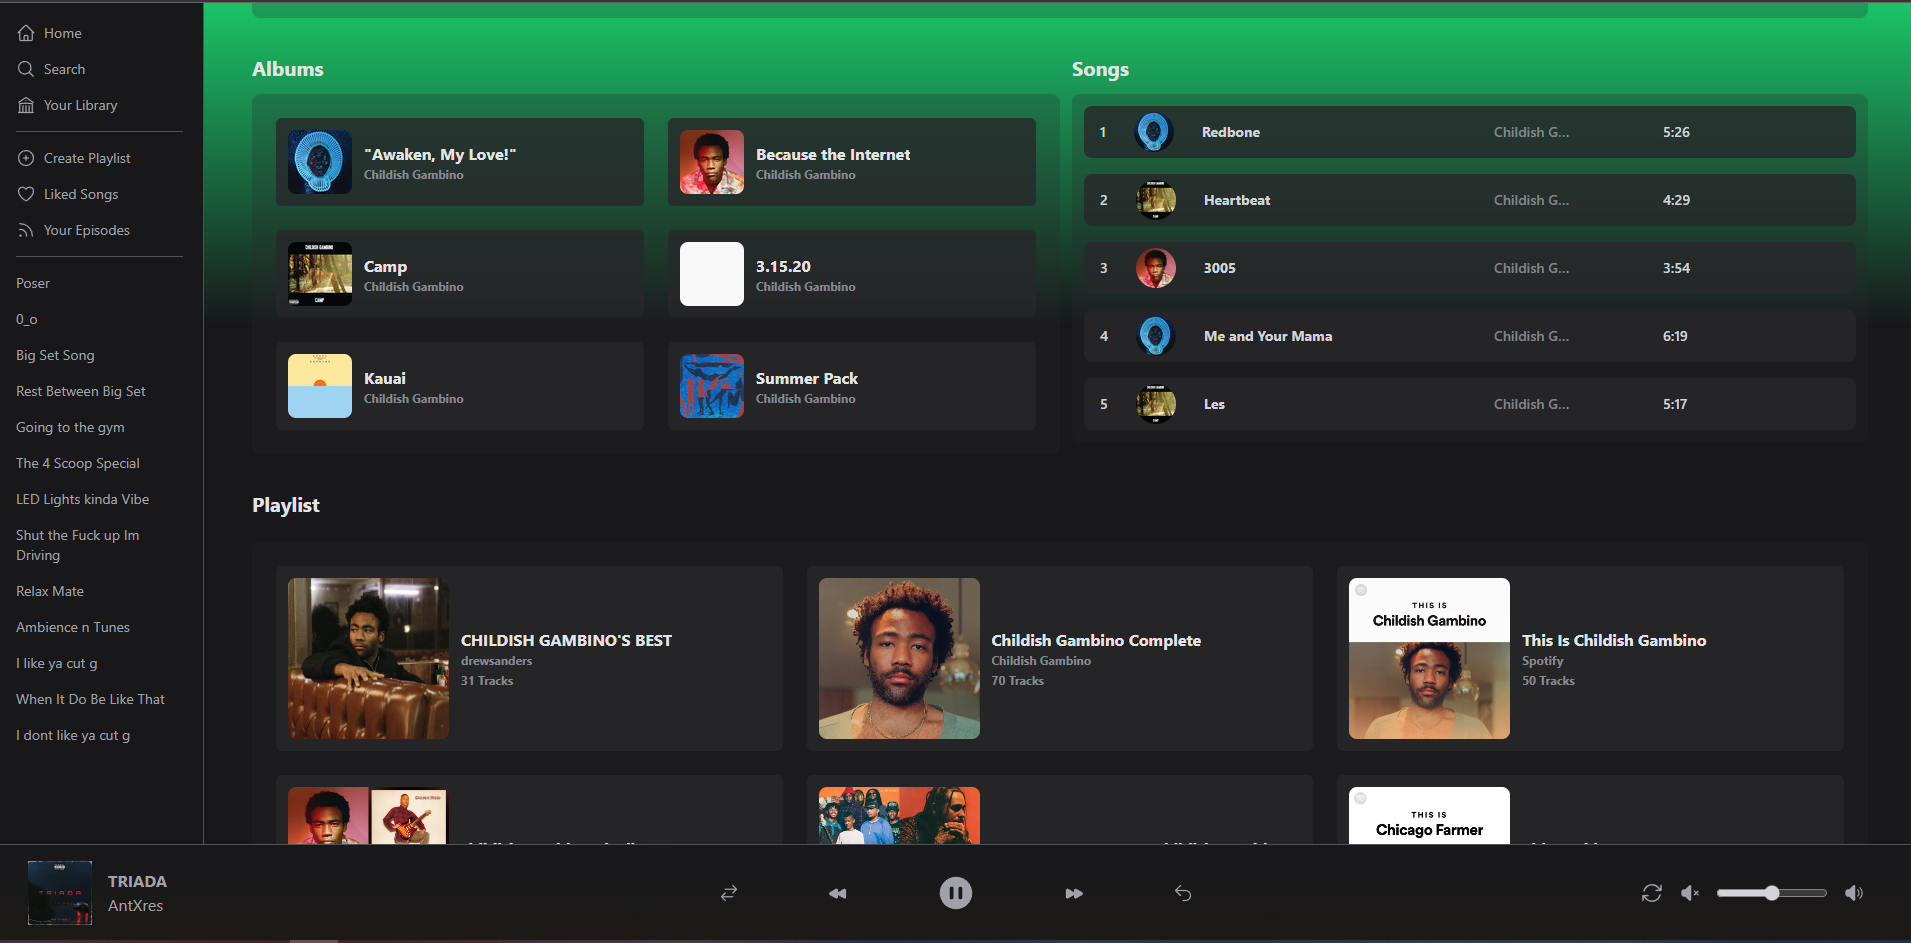 Home
Search
Your Library
Create Playlist
Liked Songs
Your Episodes
Poser
0_o
Big Set Song
Rest Between Big Set
Going to the gym
The 4 Scoop Special
LED Lights kinda Vibe
Shut the Fuck up Im
Driving
Relax Mate
Ambience n Tunes
I like ya cut g
When It Do Be Like That
I dont like ya cut g
Albums
"Awaken, My Love!"
Childish Gambino
Because the Internet
Childish Gambino
CHILDISH GAMBINO
CAMP
Camp
Childish Gambino
3.15.20
Childish Gambino
Kauai
Childish Gambino
Summer Pack
Childish Gambino
Songs
1 Redbone Childish G... 5:26
2 Heartbeat Childish G... 4:29
3 3005 Childish G... 3:54
4 Me and Your Mama Childish G... 6:19
5 Les Childish G... 5:17
Playlist
CHILDISH GAMBINO'S BEST
drewsanders
31 Tracks
Childish Gambino Complete
Childish Gambino
70 Tracks
THIS IS
Childish Gambino
This Is Childish Gambino
Spotify
50 Tracks
THIS IS
Chicago Farmer
TRIADA
TRIADA
AntXres